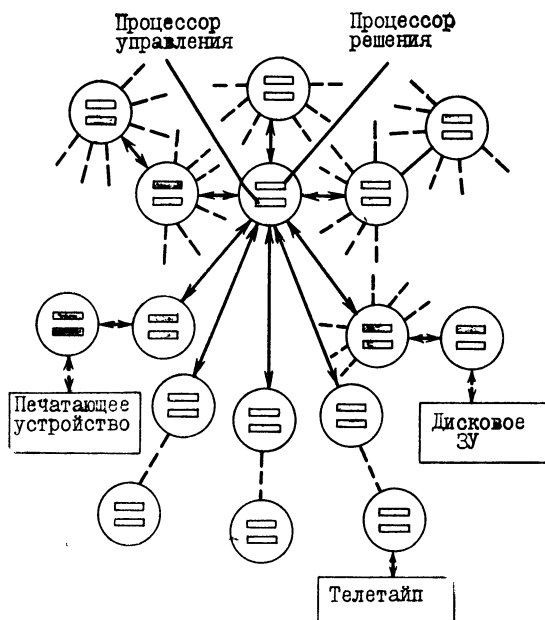 Процессор
управления
Процессор
решения
Печатающее
устройство
Дисковое
ЗУ
Телетайп